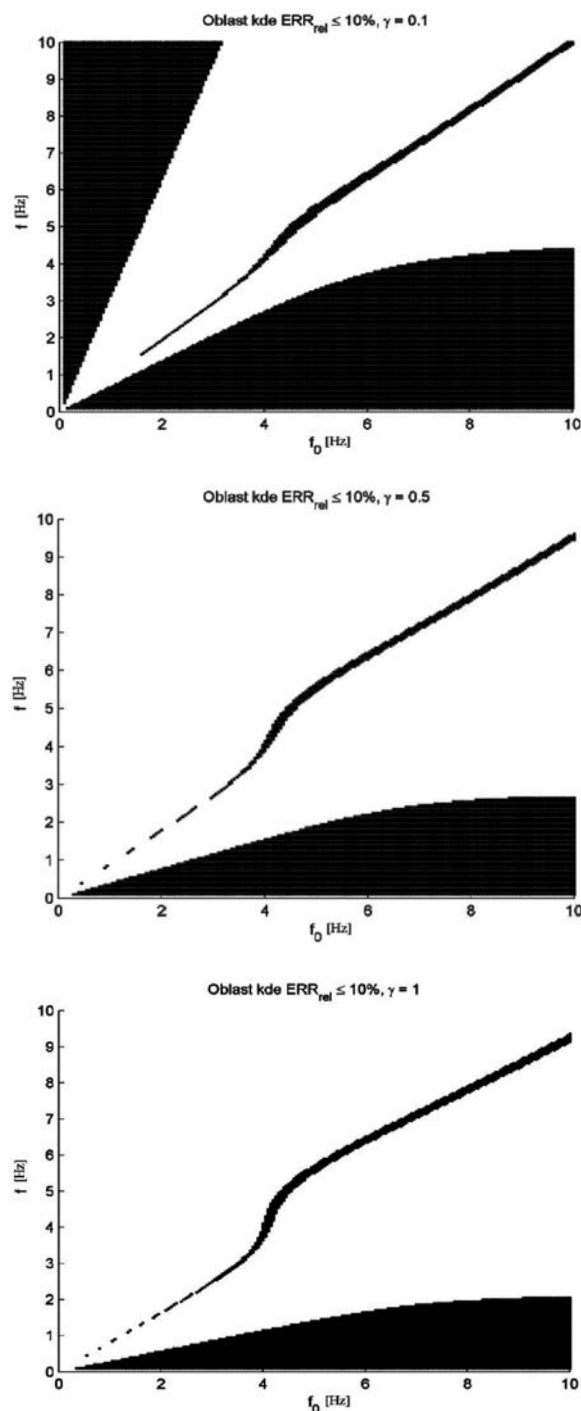 Oblast kde ERR_rel ≤ 10%, γ = 0.1
10
9
8
7
6
5
4
3
2
1
0
f [Hz]
0 2 4 6 8 10
f_0 [Hz]
Oblast kde ERR_rel ≤ 10%, γ = 0.5
10
9
8
7
6
5
4
3
2
1
0
f [Hz]
0 2 4 6 8 10
f_0 [Hz]
Oblast kde ERR_rel ≤ 10%, γ = 1
10
9
8
7
6
5
4
3
2
1
0
f [Hz]
0 2 4 6 8 10
f_0 [Hz]